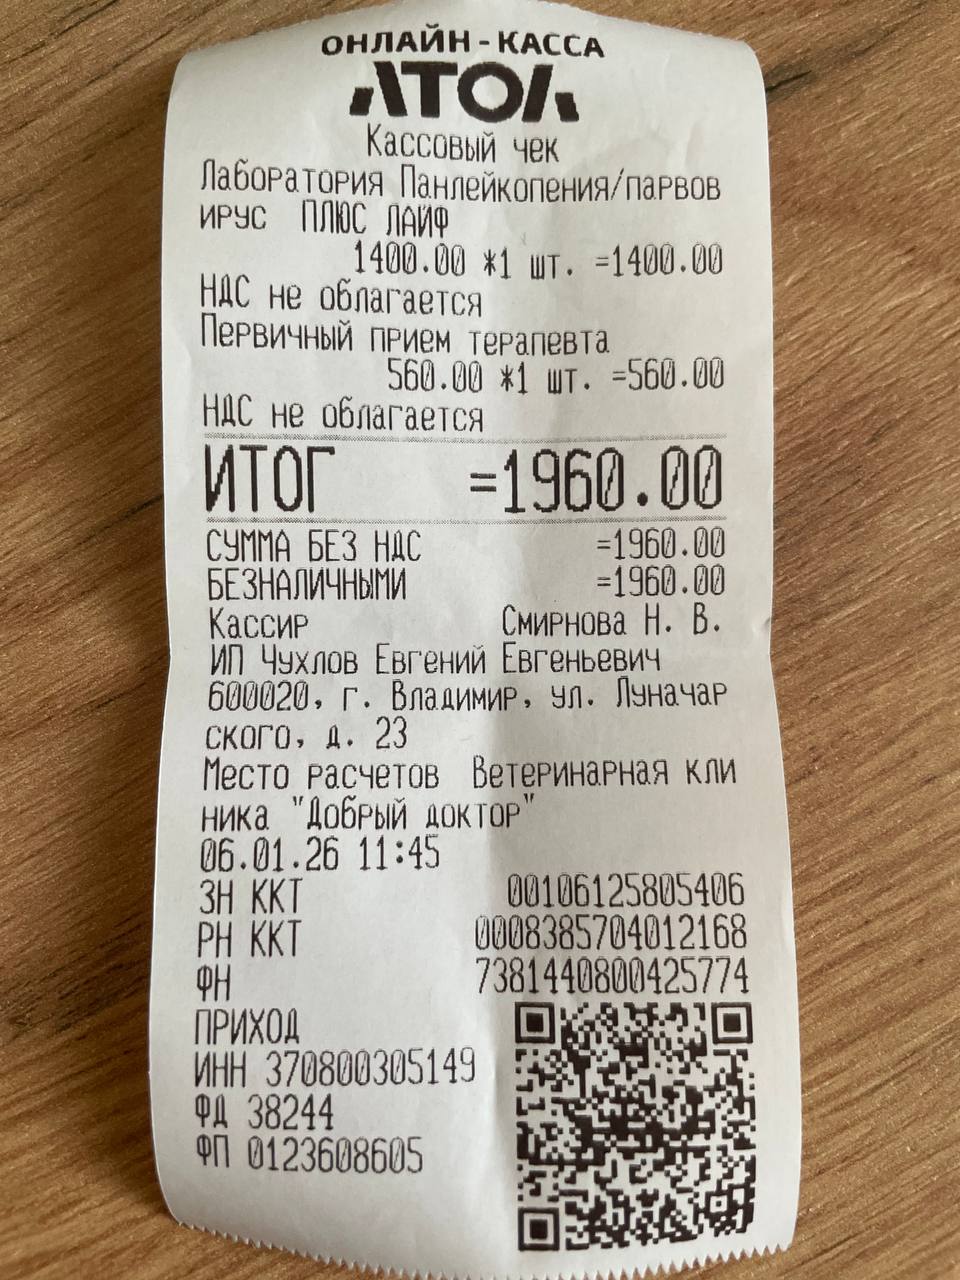 ОНЛАЙН-КАССА
АТОЛ
Кассовый чек
Лаборатория Панлейкопения/парвов
ирус ПЛЮС ЛАЙФ
1400.00 *1 шт. =1400.00
НДС не облагается
Первичный прием терапевта
560.00 *1 шт. =560.00
НДС не облагается
ИТОГ =1960.00
СУММА БЕЗ НДС =1960.00
БЕЗНАЛИЧНЫМИ =1960.00
Кассир Смирнова Н. В.
ИП Чухлов Евгений Евгеньевич
600020, г. Владимир, ул. Луначар
ского, д. 23
Место расчетов Ветеринарная кли
ника "Добрый доктор"
06.01.26 11:45
ЗН ККТ 00106125805406
РН ККТ 0008385704012168
ФН 7381440800425774
ПРИХОД
ИНН 370800305149
ФД 38244
ФП 0123608605